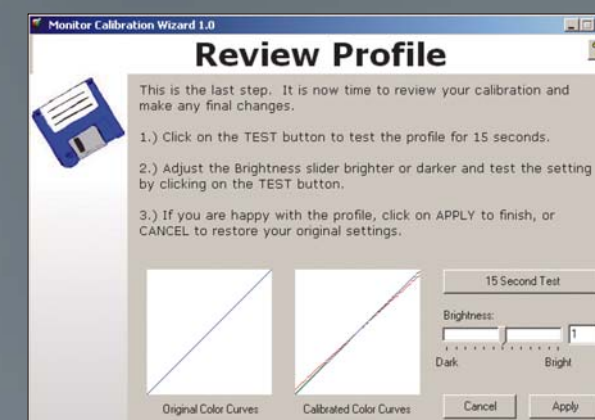 Monitor Calibration Wizard 1.0
Review Profile
This is the last step.  It is now time to review your calibration and
make any final changes.
1.) Click on the TEST button to test the profile for 15 seconds.
2.) Adjust the Brightness slider brighter or darker and test the setting
by clicking on the TEST button.
3.) If you are happy with the profile, click on APPLY to finish, or
CANCEL to restore your original settings.
15 Second Test
Brightness:
1
Dark Bright
Original Color Curves Calibrated Color Curves Cancel Apply